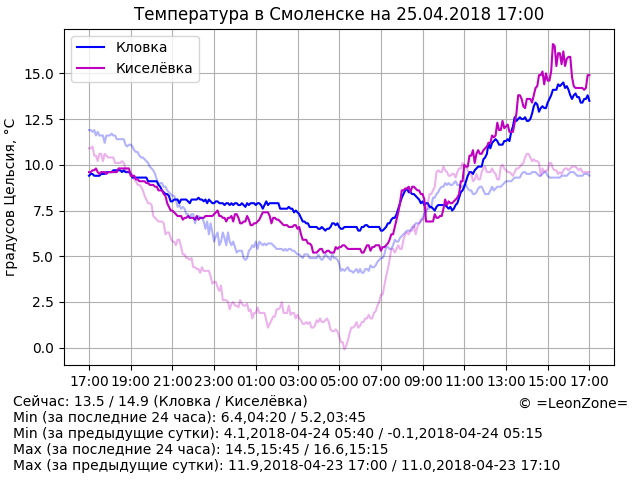 Температура в Смоленске на 25.04.2018 17:00
Кловка
Киселёвка
градусов Цельсия, °C
15.0
12.5
10.0
7.5
5.0
2.5
0.0
17:00 19:00 21:00 23:00 01:00 03:00 05:00 07:00 09:00 11:00 13:00 15:00 17:00
Сейчас: 13.5 / 14.9 (Кловка / Киселёвка)
© =LeonZone=
Min (за последние 24 часа): 6.4,04:20 / 5.2,03:45
Min (за предыдущие сутки): 4.1,2018-04-24 05:40 / -0.1,2018-04-24 05:15
Max (за последние 24 часа): 14.5,15:45 / 16.6,15:15
Max (за предыдущие сутки): 11.9,2018-04-23 17:00 / 11.0,2018-04-23 17:10